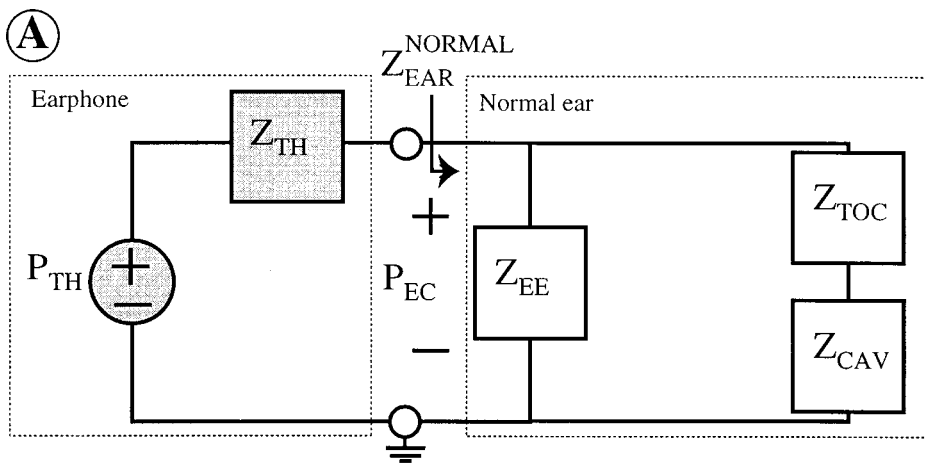 A
Earphone
Z_TH
Z_EAR^NORMAL
Normal ear
P_TH
+
−
+
P_EC
−
Z_EE
Z_TOC
Z_CAV